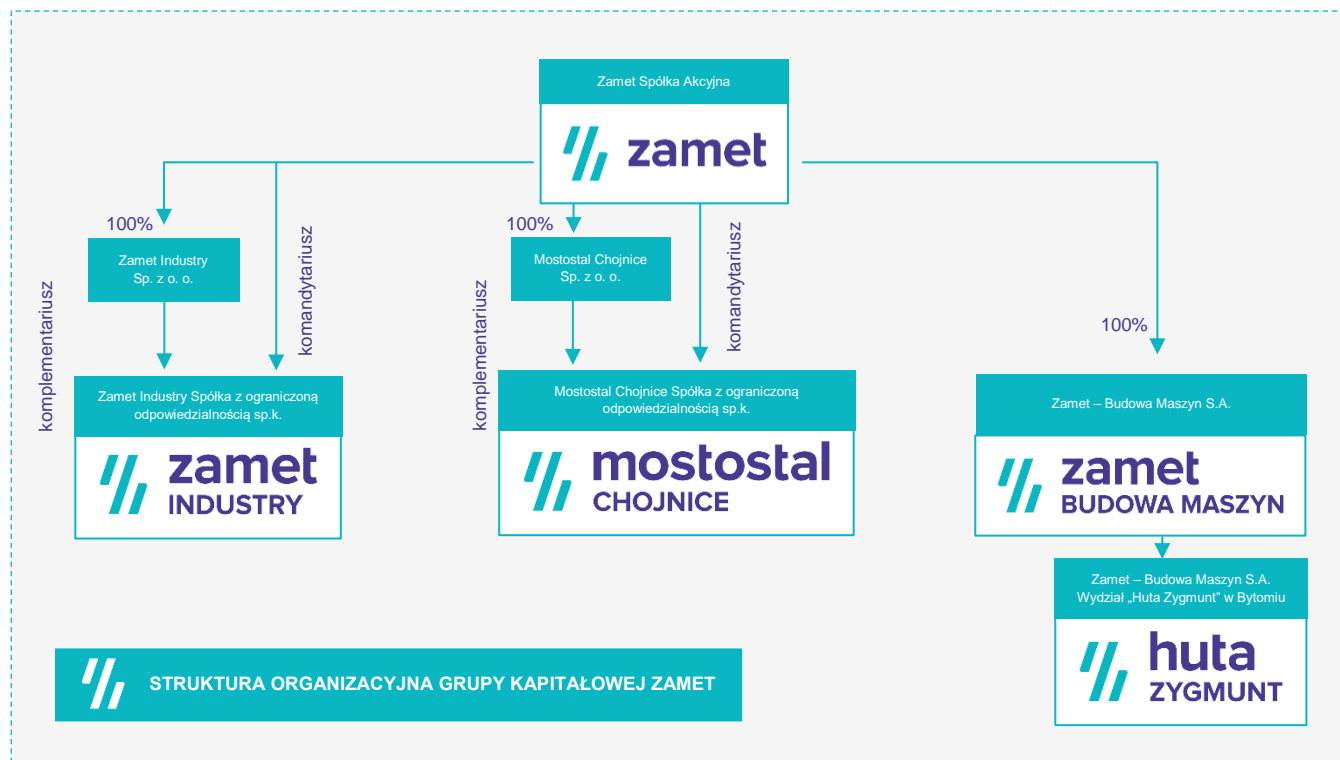 Zamet Spółka Akcyjna
zamet
100%
Zamet Industry
Sp. z o. o.
komplementariusz
komandytariusz
Zamet Industry Spółka z ograniczoną
odpowiedzialnością sp.k.
zamet
INDUSTRY
100%
Mostostal Chojnice
Sp. z o. o.
komplementariusz
komandytariusz
Mostostal Chojnice Spółka z ograniczoną
odpowiedzialnością sp.k.
mostostal
CHOJNICE
100%
Zamet – Budowa Maszyn S.A.
zamet
BUDOWA MASZYN
Zamet – Budowa Maszyn S.A.
Wydział „Huta Zygmunt” w Bytomiu
huta
ZYGMUNT
STRUKTURA ORGANIZACYJNA GRUPY KAPITAŁOWEJ ZAMET